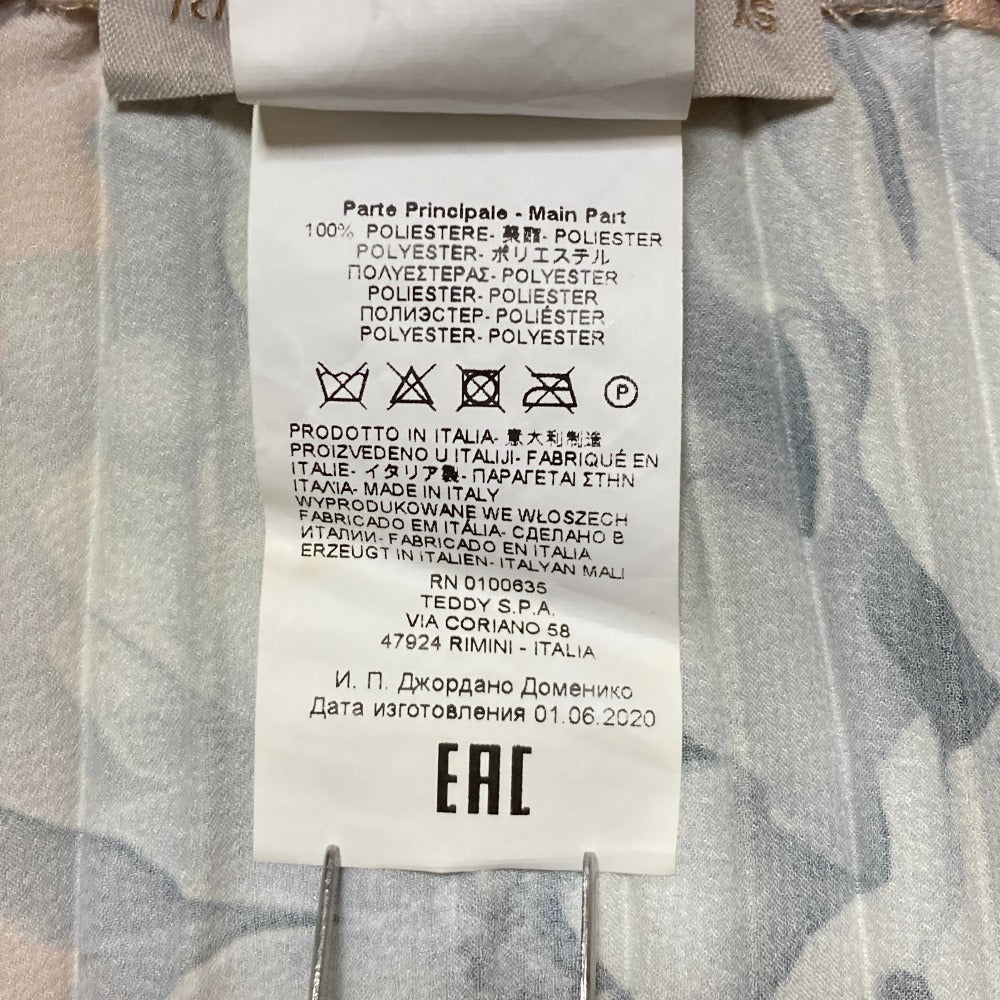 XS
Parte Principale - Main Part
100% POLIESTERE- 聚酯- POLIESTER
POLYESTER- ポリエステル
ΠΟΛΥΕΣΤΕΡΑΣ- POLYESTER
POLIESTER- POLIESTER
ПОЛИЭСТЕР- POLIÉSTER
POLYESTER- POLYESTER
P
PRODOTTO IN ITALIA- 意大利制造
PROIZVEDENO U ITALIJI- FABRIQUÉ EN
ITALIE- イタリア製- ΠΑΡΑΓΕΤΑΙ ΣΤΗΝ
ΙΤΑΛΙΑ- MADE IN ITALY
WYPRODUKOWANE WE WŁOSZECH
FABRICADO EM ITÁLIA- СДЕЛАНО В
ИТАЛИИ- FABRICADO EN ITALIA
ERZEUGT IN ITALIEN- ITALYAN MALI
RN 0100635
TEDDY S.P.A.
VIA CORIANO 58
47924 RIMINI - ITALIA
И. П. Джордано Доменико
Дата изготовления 01.06.2020
EAC